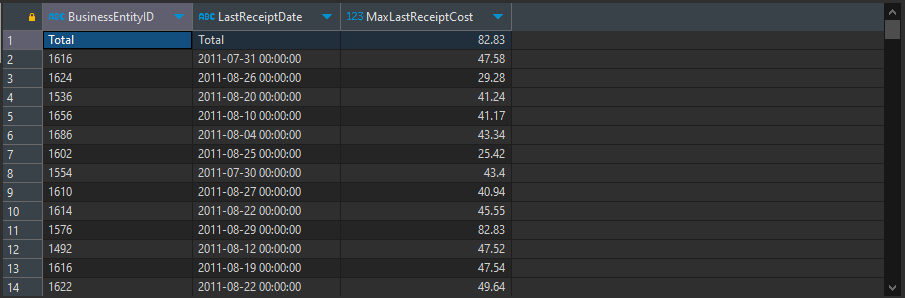 ABC BusinessEntityID ABC LastReceiptDate 123 MaxLastReceiptCost
1 Total Total 82.83
2 1616 2011-07-31 00:00:00 47.58
3 1624 2011-08-26 00:00:00 29.28
4 1536 2011-08-20 00:00:00 41.24
5 1656 2011-08-10 00:00:00 41.17
6 1686 2011-08-04 00:00:00 43.34
7 1602 2011-08-25 00:00:00 25.42
8 1554 2011-07-30 00:00:00 43.4
9 1610 2011-08-27 00:00:00 40.94
10 1614 2011-08-22 00:00:00 45.55
11 1576 2011-08-29 00:00:00 82.83
12 1492 2011-08-12 00:00:00 47.52
13 1616 2011-08-19 00:00:00 47.54
14 1622 2011-08-22 00:00:00 49.64